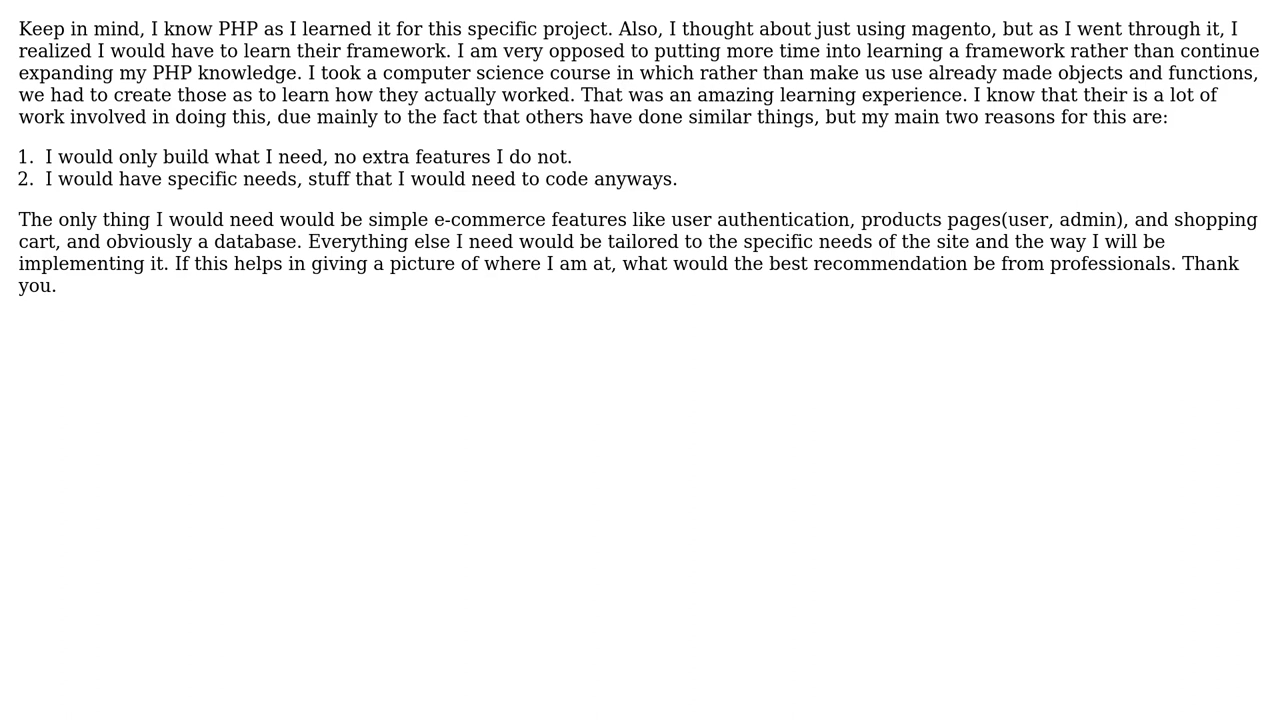 Keep in mind, I know PHP as I learned it for this specific project. Also, I thought about just using magento, but as I went through it, I
realized I would have to learn their framework. I am very opposed to putting more time into learning a framework rather than continue
expanding my PHP knowledge. I took a computer science course in which rather than make us use already made objects and functions,
we had to create those as to learn how they actually worked. That was an amazing learning experience. I know that their is a lot of
work involved in doing this, due mainly to the fact that others have done similar things, but my main two reasons for this are:
1. I would only build what I need, no extra features I do not.
2. I would have specific needs, stuff that I would need to code anyways.
The only thing I would need would be simple e-commerce features like user authentication, products pages(user, admin), and shopping
cart, and obviously a database. Everything else I need would be tailored to the specific needs of the site and the way I will be
implementing it. If this helps in giving a picture of where I am at, what would the best recommendation be from professionals. Thank
you.